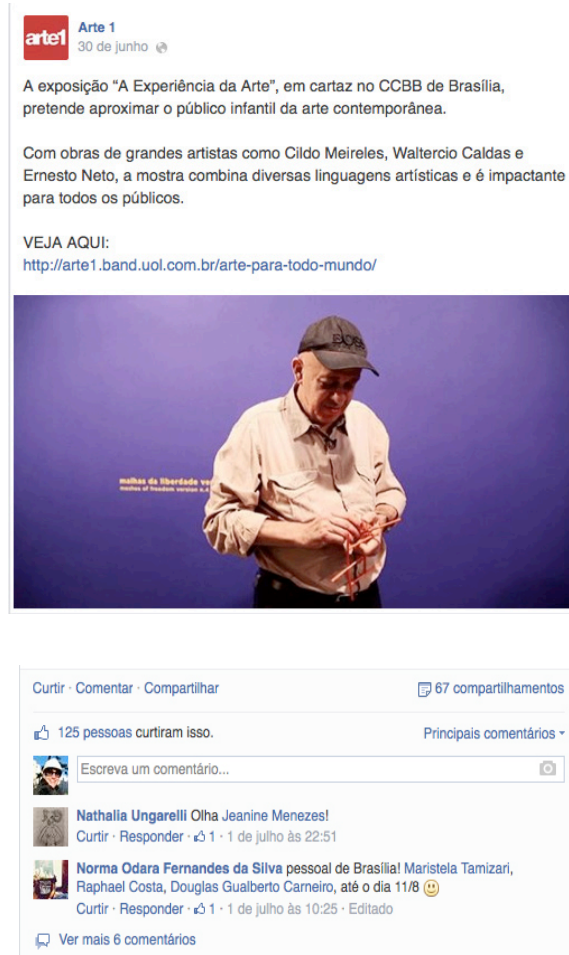 arte1
Arte 1
30 de junho
A exposição “A Experiência da Arte”, em cartaz no CCBB de Brasília,
pretende aproximar o público infantil da arte contemporânea.
Com obras de grandes artistas como Cildo Meireles, Waltercio Caldas e
Ernesto Neto, a mostra combina diversas linguagens artísticas e é impactante
para todos os públicos.
VEJA AQUI:
http://arte1.band.uol.com.br/arte-para-todo-mundo/
BOSS
malhas da liberdade
meshes of freedom version
Curtir · Comentar · Compartilhar
67 compartilhamentos
125 pessoas curtiram isso.
Principais comentários
Escreva um comentário...
Nathalia Ungarelli Olha Jeanine Menezes!
Curtir · Responder · 1 · 1 de julho às 22:51
Norma Odara Fernandes da Silva pessoal de Brasília! Maristela Tamizari,
Raphael Costa, Douglas Gualberto Carneiro, até o dia 11/8
Curtir · Responder · 1 · 1 de julho às 10:25 · Editado
Ver mais 6 comentários